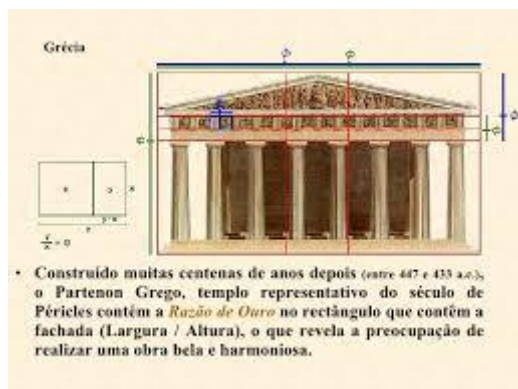 Grécia
• Construído muitas centenas de anos depois (entre 447 e 433 a.c.),
o Partenon Grego, templo representativo do século de
Péricles contém a Razão de Ouro no rectângulo que contêm a
fachada (Largura / Altura), o que revela a preocupação de
realizar uma obra bela e harmoniosa.